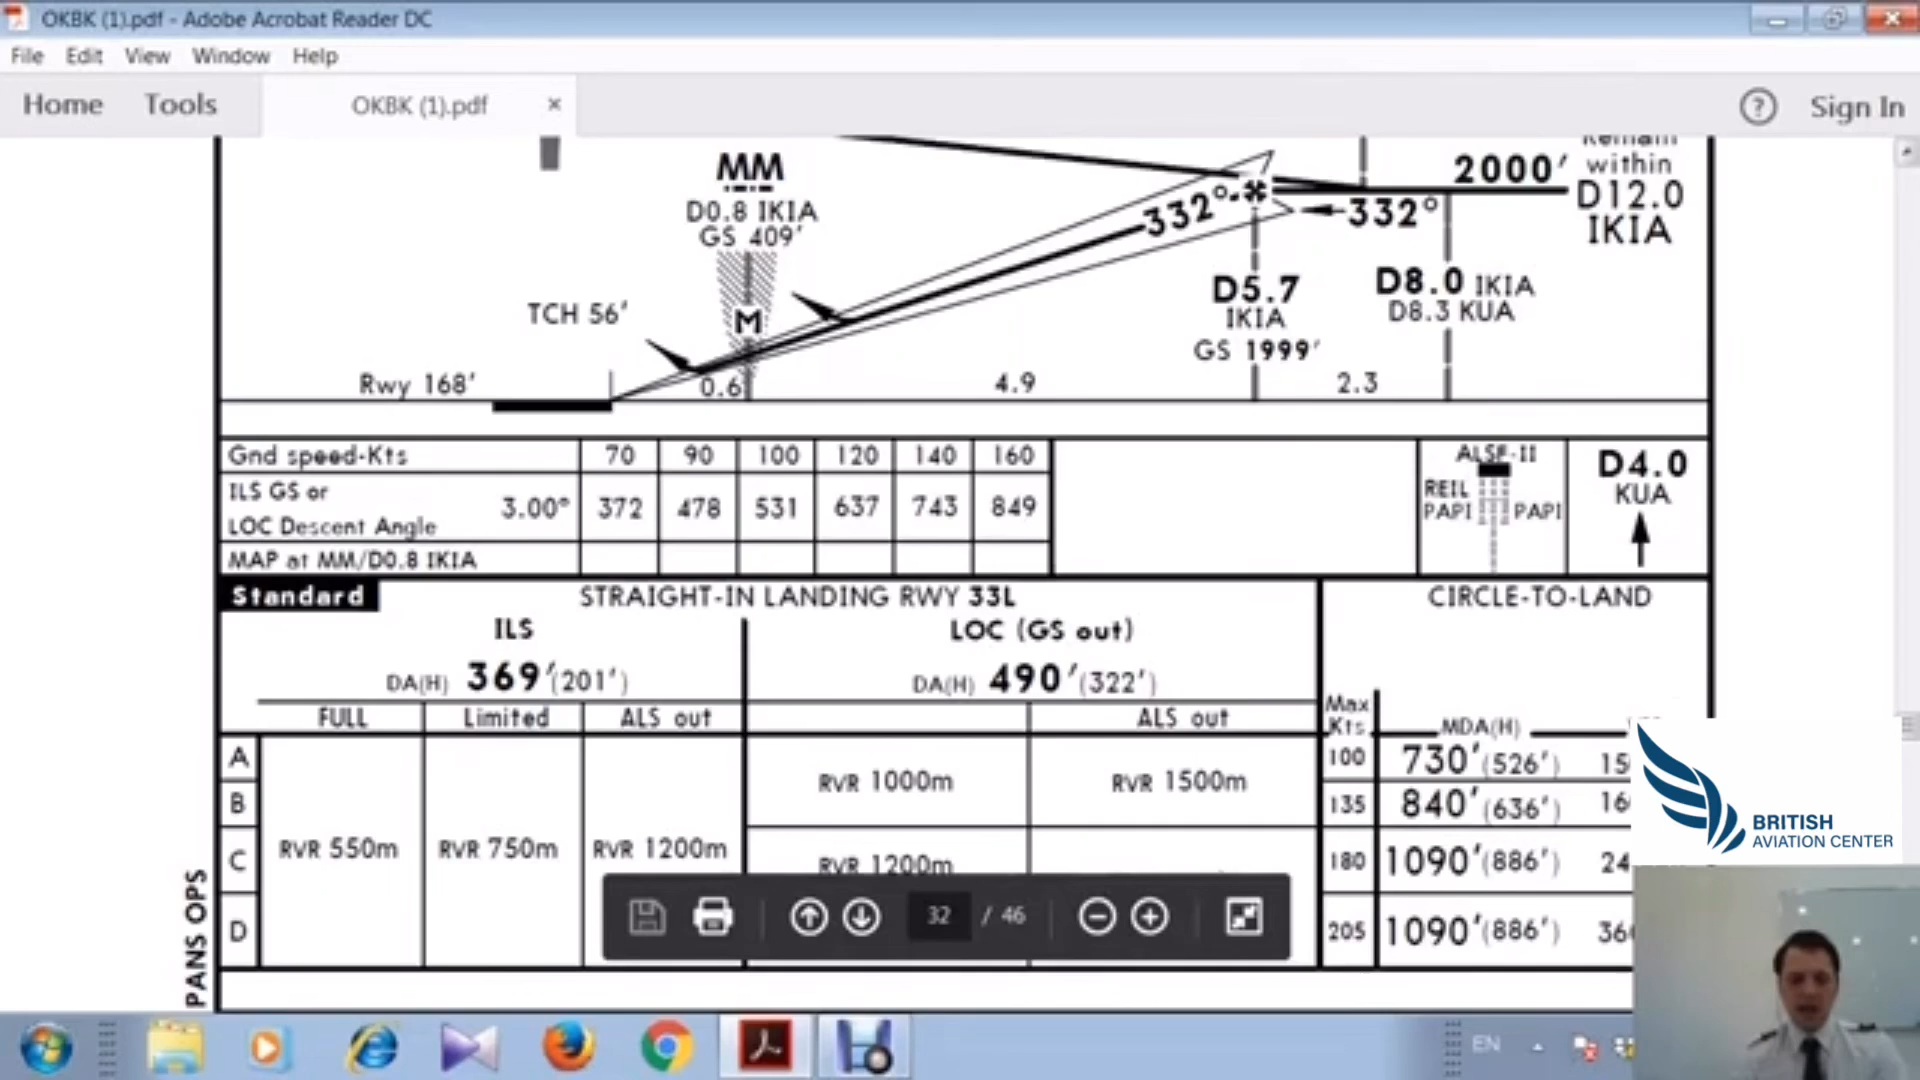 OKBK (1).pdf - Adobe Acrobat Reader DC
File Edit View Window Help
Home Tools OKBK (1).pdf × ? Sign In
MM
D0.8 IKIA
GS 409'
TCH 56'
M
Rwy 168'
0.6
4.9
2.3
332°
332°
2000'
Remain
within
D12.0
IKIA
D5.7
IKIA
GS 1999'
D8.0 IKIA
D8.3 KUA
Gnd speed-Kts 70 90 100 120 140 160
ILS GS or
LOC Descent Angle 3.00° 372 478 531 637 743 849
MAP at MM/D0.8 IKIA
ALSF-II
REIL
PAPI PAPI
D4.0
KUA
Standard STRAIGHT-IN LANDING RWY 33L CIRCLE-TO-LAND
ILS LOC (GS out)
DA(H) 369'(201') DA(H) 490'(322')
FULL Limited ALS out ALS out
Max
Kts MDA(H)
A
B
C
D
RVR 550m RVR 750m RVR 1200m
RVR 1000m RVR 1500m
RVR 1200m
100 730'(526')
135 840'(636')
180 1090'(886')
205 1090'(886')
PANS OPS
32 / 46
BRITISH
AVIATION CENTER
EN